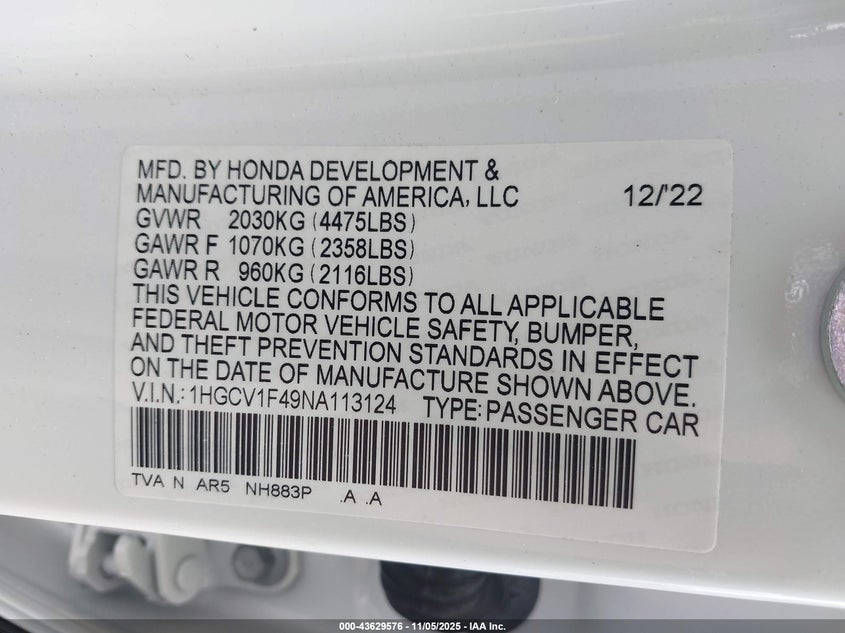 MFD. BY HONDA DEVELOPMENT &
MANUFACTURING OF AMERICA, LLC 12/'22
GVWR 2030KG (4475LBS)
GAWR F 1070KG (2358LBS)
GAWR R 960KG (2116LBS)
THIS VEHICLE CONFORMS TO ALL APPLICABLE
FEDERAL MOTOR VEHICLE SAFETY, BUMPER,
AND THEFT PREVENTION STANDARDS IN EFFECT
ON THE DATE OF MANUFACTURE SHOWN ABOVE.
V.I.N.: 1HGCV1F49NA113124 TYPE: PASSENGER CAR
TVA N AR5 NH883P .A .A
000-43629576 - 11/05/2025 - IAA Inc.